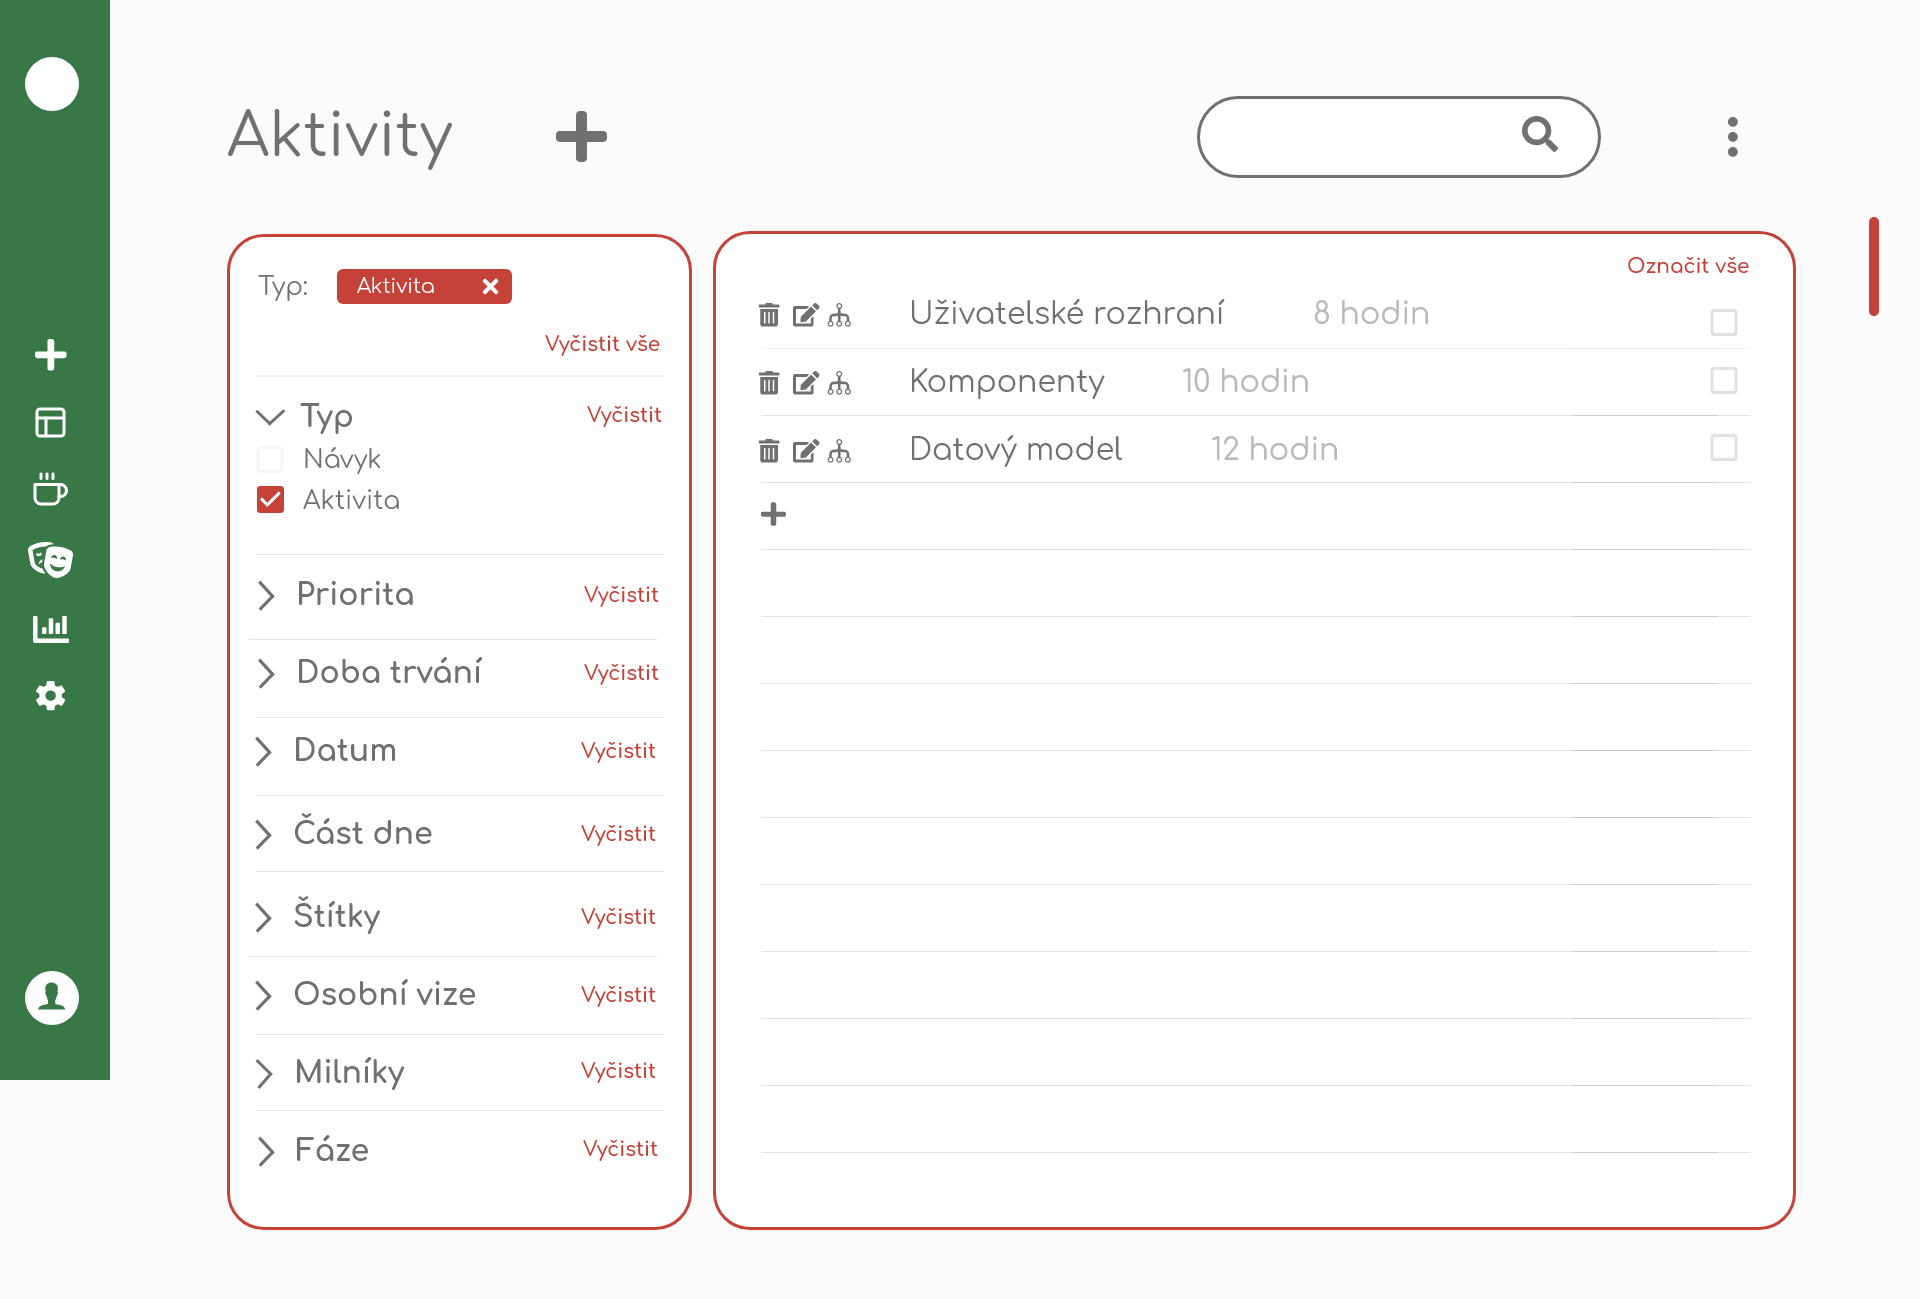 Aktivity
Typ: Aktivita
Vyčistit vše
Typ Vyčistit
Návyk
Aktivita
Priorita Vyčistit
Doba trvání Vyčistit
Datum Vyčistit
Část dne Vyčistit
Štítky Vyčistit
Osobní vize Vyčistit
Milníky Vyčistit
Fáze Vyčistit
Označit vše
Uživatelské rozhraní 8 hodin
Komponenty 10 hodin
Datový model 12 hodin